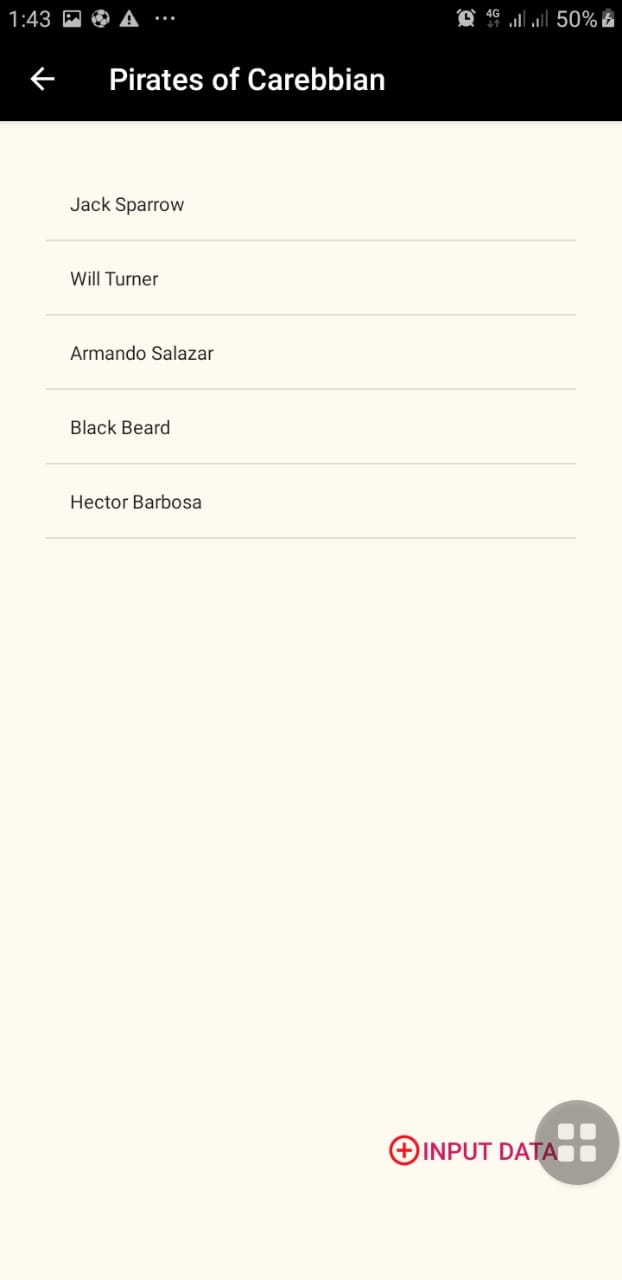 1:43 4G 50%
Pirates of Carebbian
Jack Sparrow
Will Turner
Armando Salazar
Black Beard
Hector Barbosa
INPUT DATA